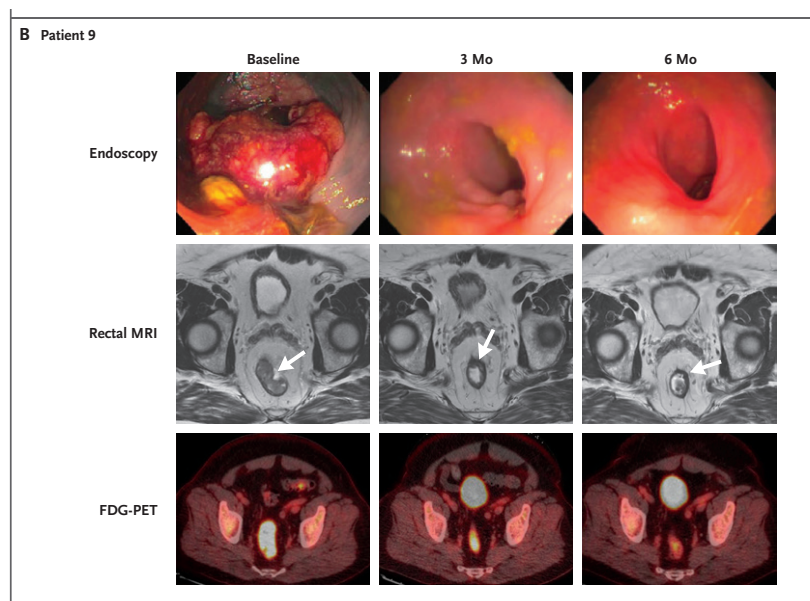 B Patient 9
Baseline 3 Mo 6 Mo
Endoscopy
Rectal MRI
FDG-PET